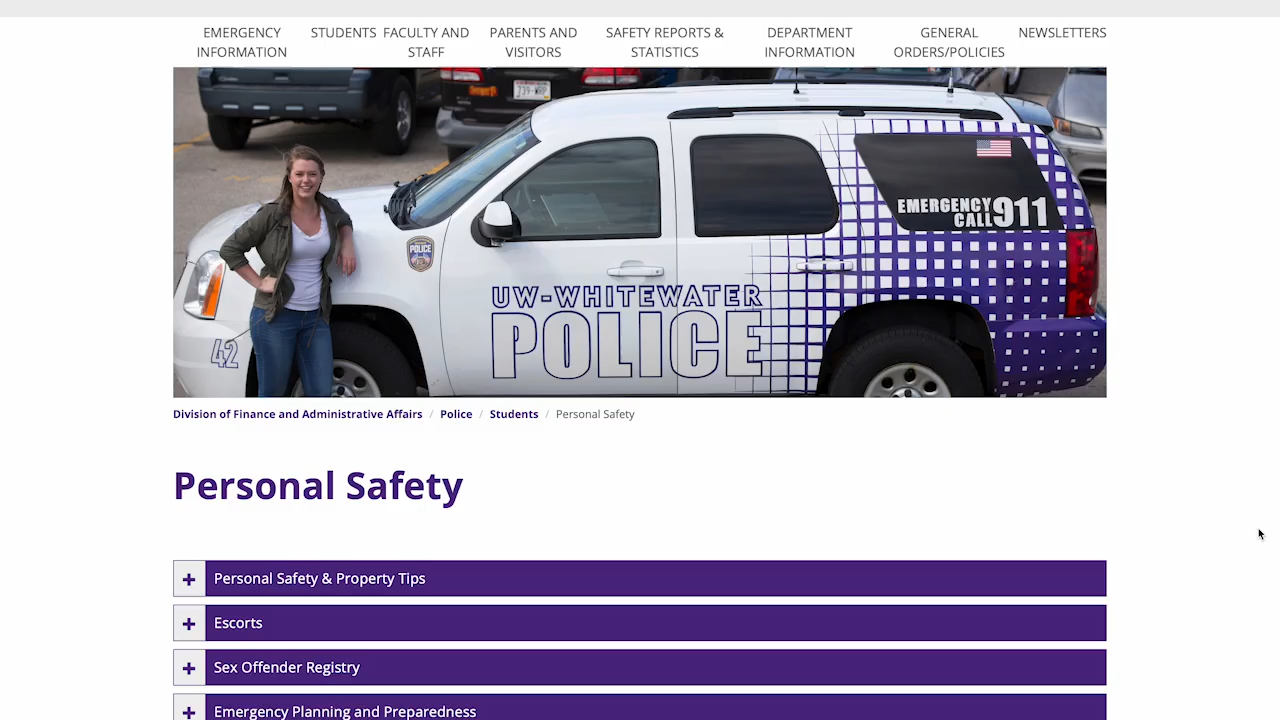 EMERGENCY INFORMATION
STUDENTS
FACULTY AND STAFF
PARENTS AND VISITORS
SAFETY REPORTS & STATISTICS
DEPARTMENT INFORMATION
GENERAL ORDERS/POLICIES
NEWSLETTERS
739-WRP
EMERGENCY
CALL 911
POLICE
UW-WHITEWATER
POLICE
42
Division of Finance and Administrative Affairs / Police / Students / Personal Safety
Personal Safety
+ Personal Safety & Property Tips
+ Escorts
+ Sex Offender Registry
+ Emergency Planning and Preparedness